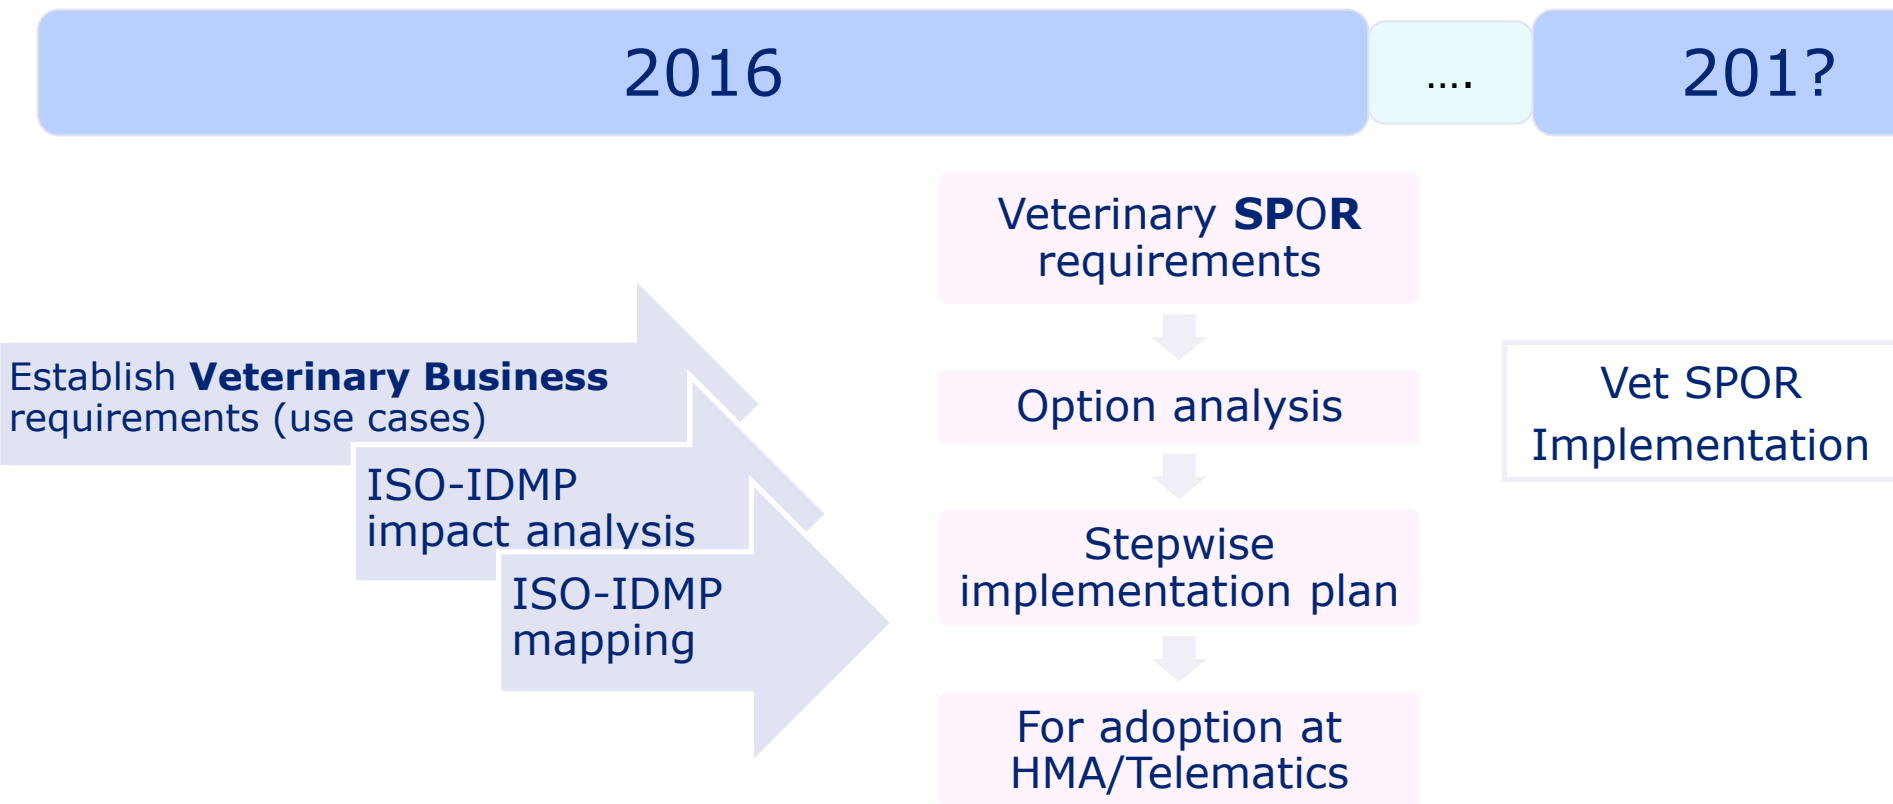 2016
....
201?
Establish Veterinary Business
requirements (use cases)
ISO-IDMP
impact analysis
ISO-IDMP
mapping
Veterinary SPOR
requirements
Option analysis
Stepwise
implementation plan
For adoption at
HMA/Telematics
Vet SPOR
Implementation